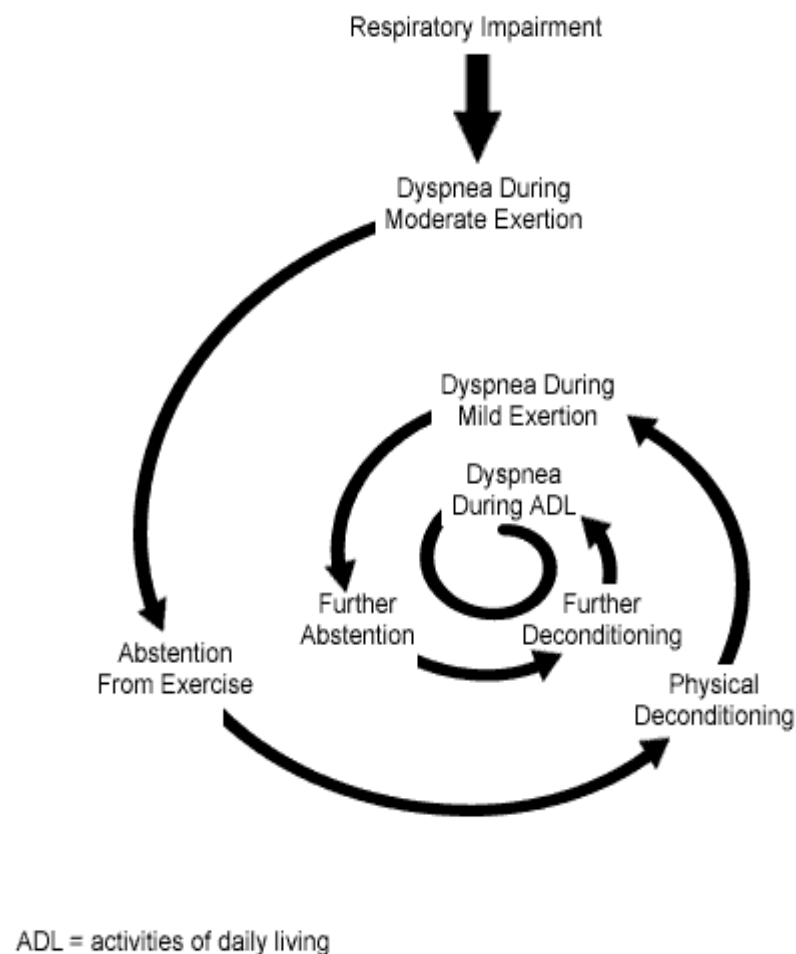 Respiratory Impairment
Dyspnea During
Moderate Exertion
Dyspnea During
Mild Exertion
Dyspnea
During ADL
Further
Abstention
Further
Deconditioning
Abstention
From Exercise
Physical
Deconditioning
ADL = activities of daily living